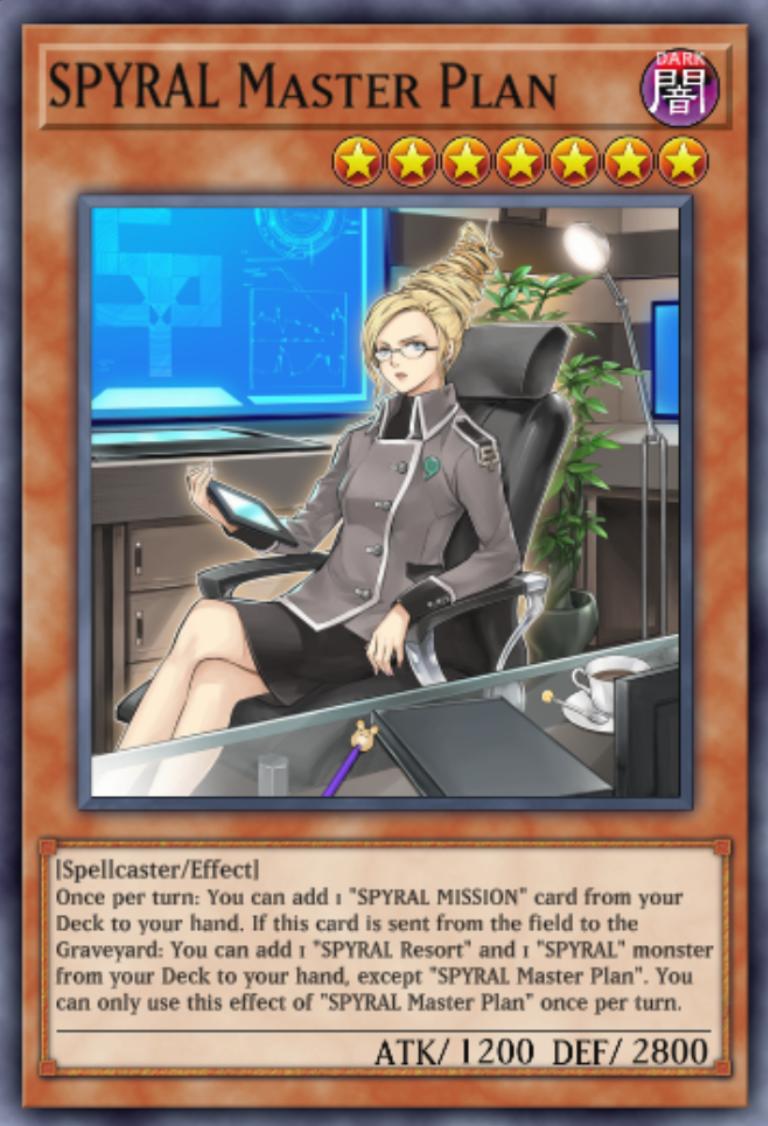 SPYRAL MASTER PLAN
DARK
闇
[Spellcaster/Effect]
Once per turn: You can add 1 "SPYRAL MISSION" card from your
Deck to your hand. If this card is sent from the field to the
Graveyard: You can add 1 "SPYRAL Resort" and 1 "SPYRAL" monster
from your Deck to your hand, except "SPYRAL Master Plan". You
can only use this effect of "SPYRAL Master Plan" once per turn.
ATK/ 1200 DEF/ 2800